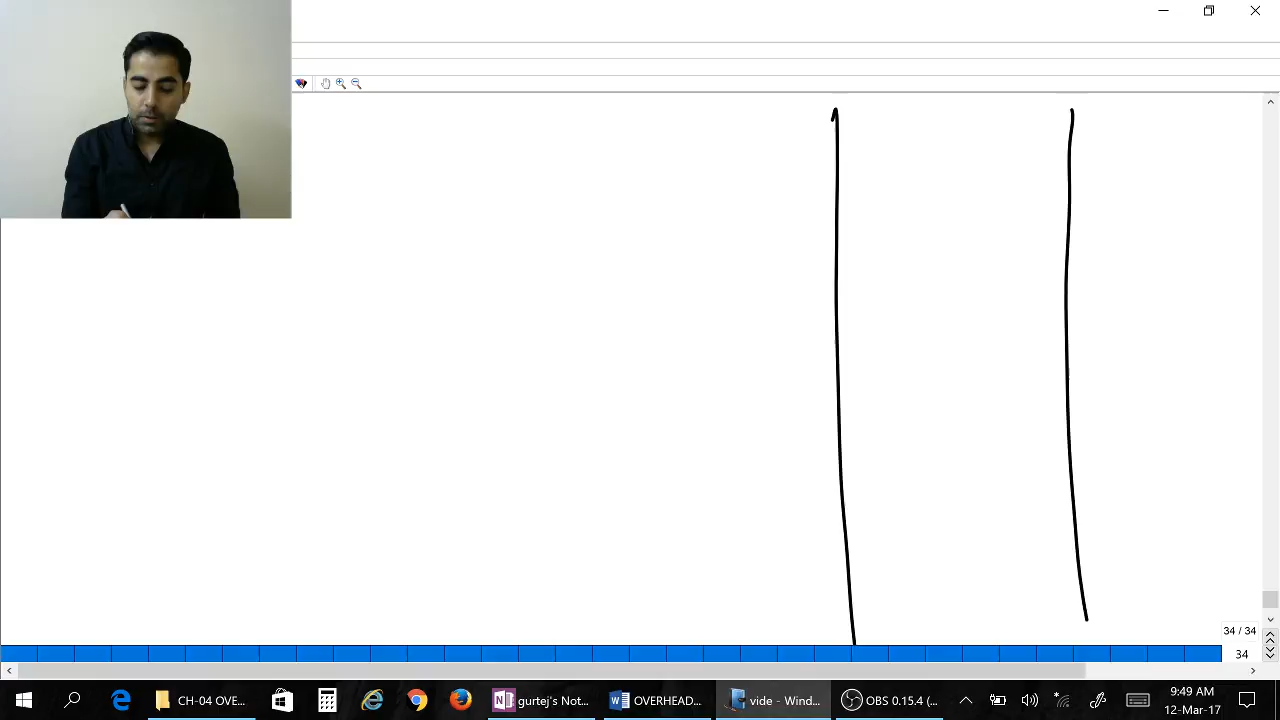 34 / 34
34
CH-04 OVE...
gurtej's Not...
OVERHEAD...
vide - Wind...
OBS 0.15.4 (...
9:49 AM
12-Mar-17